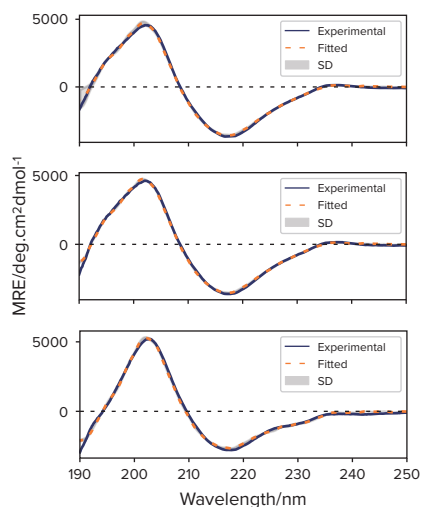 5000
0
Experimental
Fitted
SD
5000
0
Experimental
Fitted
SD
5000
0
Experimental
Fitted
SD
190 200 210 220 230 240 250
Wavelength/nm
MRE/deg.cm²dmol⁻¹